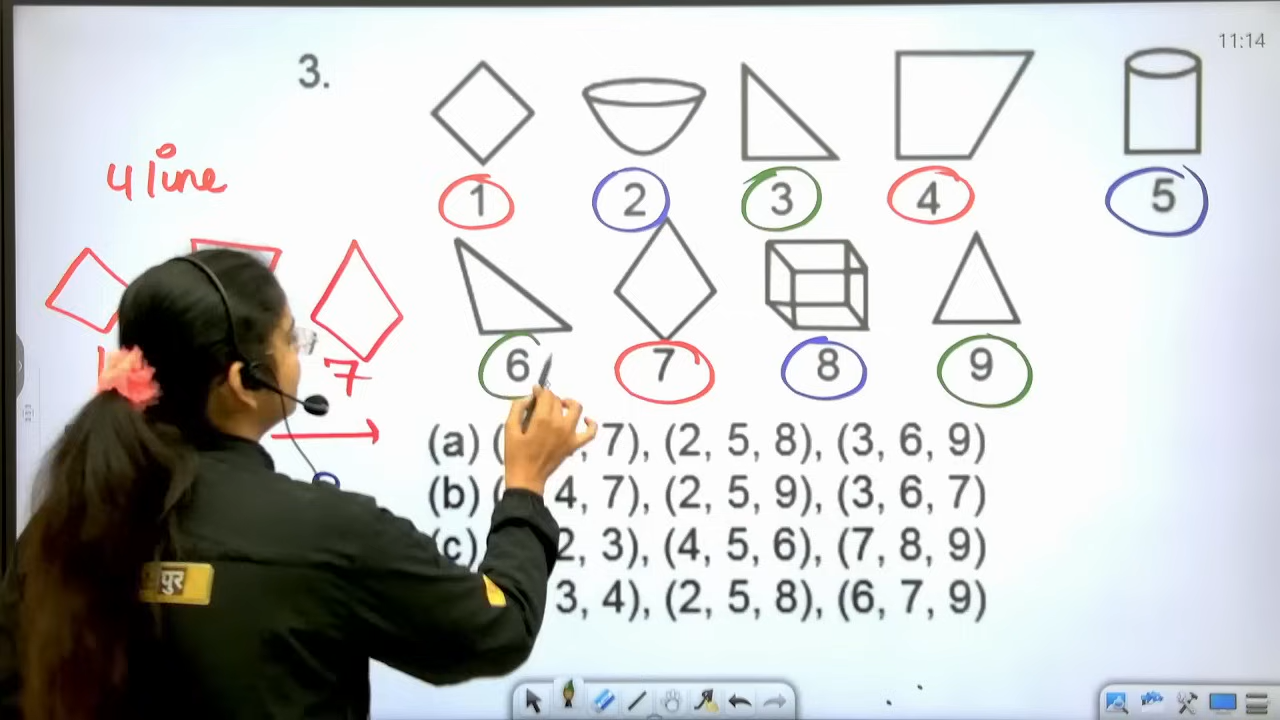 11:14
3.
4 line
1 2 3 4 5
7
6 7 8 9
(a) ( , 7), (2, 5, 8), (3, 6, 9)
(b) ( 4, 7), (2, 5, 9), (3, 6, 7)
(c) 2, 3), (4, 5, 6), (7, 8, 9)
3, 4), (2, 5, 8), (6, 7, 9)
पुर